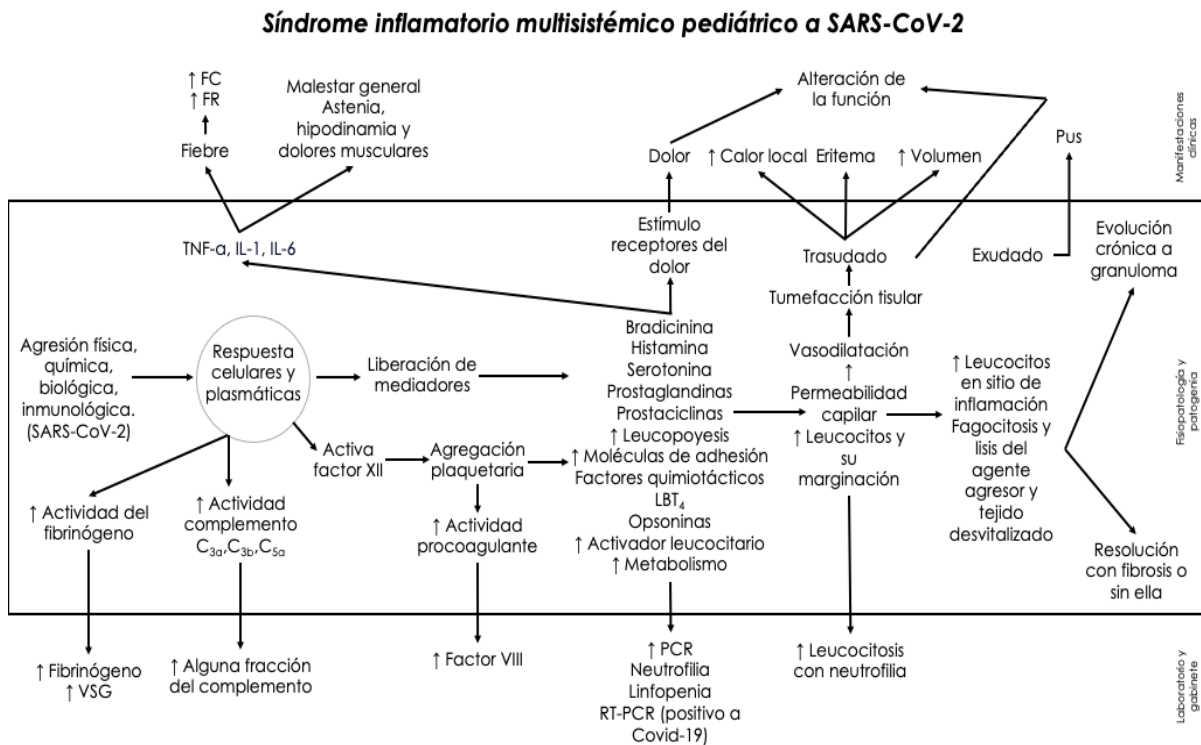 Síndrome inflamatorio multisistémico pediátrico a SARS-CoV-2
↑ FC
↑ FR
Fiebre
Malestar general
Astenia,
hipodinamia y
dolores musculares
Alteración de
la función
Dolor
↑ Calor local
Eritema
↑ Volumen
Pus
Manifestaciones
clínicas
TNF-α, IL-1, IL-6
Estímulo
receptores del
dolor
Trasudado
Tumefacción tisular
Exudado
Evolución
crónica a
granuloma
Agresión física,
química,
biológica,
inmunológica.
(SARS-CoV-2)
Respuesta
celulares y
plasmáticas
Liberación de
mediadores
Bradicinina
Histamina
Serotonina
Prostaglandinas
Prostaciclinas
↑ Leucopoyesis
↑ Moléculas de adhesión
Factores quimiotácticos
LBT₄
Opsoninas
↑ Activador leucocitario
↑ Metabolismo
Vasodilatación
↑
Permeabilidad
capilar
↑ Leucocitos y
su
marginación
↑ Leucocitos
en sitio de
inflamación
Fagocitosis y
lisis del
agente
agresor y
tejido
desvitalizado
Fisiopatología y
patogenia
Activa
factor XII
Agregación
plaquetaria
↑ Actividad del
fibrinógeno
↑ Actividad
complemento
C₃ₐ,C₃b,C₅ₐ
↑ Actividad
procoagulante
Resolución
con fibrosis o
sin ella
↑ Fibrinógeno
↑ VSG
↑ Alguna fracción
del complemento
↑ Factor VIII
↑ PCR
Neutrofilia
Linfopenia
RT-PCR (positivo a
Covid-19)
↑ Leucocitosis
con neutrofilia
Laboratorio y
gabinete